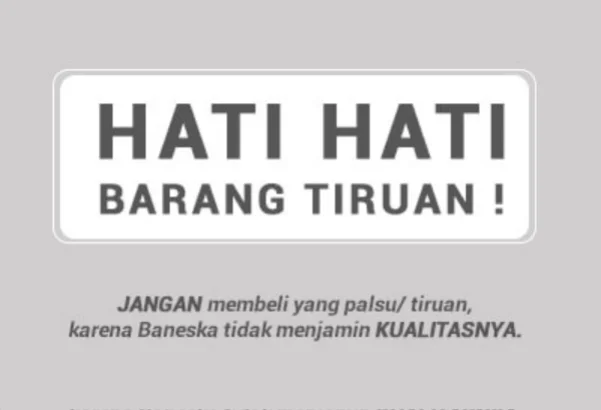 HATI HATI
BARANG TIRUAN !
JANGAN membeli yang palsu/ tiruan,
karena Baneska tidak menjamin KUALITASNYA.